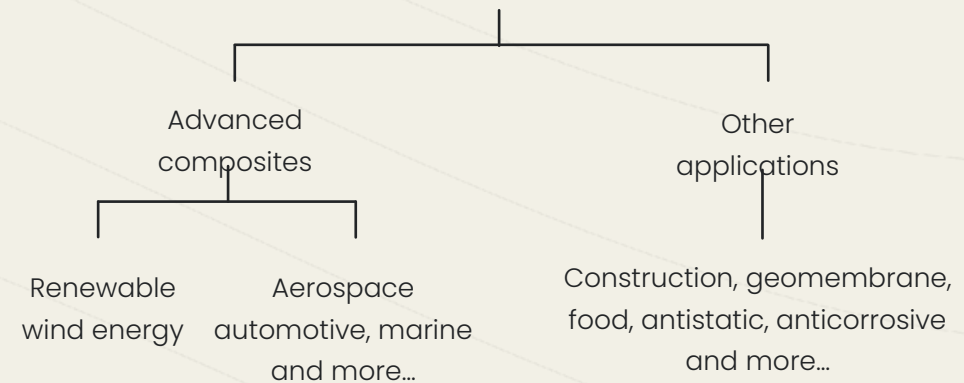 Advanced
composites
Other
applications
Renewable
wind energy
Aerospace
automotive, marine
and more...
Construction, geomembrane,
food, antistatic, anticorrosive
and more...